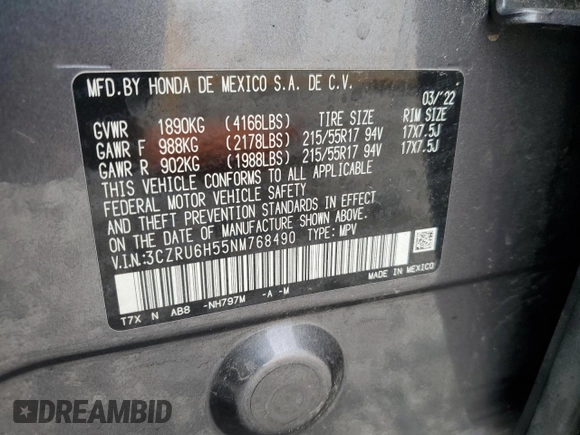 MFD.BY HONDA DE MEXICO S.A. DE C.V.
03/'22
GVWR 1890KG (4166LBS) TIRE SIZE RIM SIZE
GAWR F 988KG (2178LBS) 215/55R17 94V 17X7.5J
GAWR R 902KG (1988LBS) 215/55R17 94V 17X7.5J
THIS VEHICLE CONFORMS TO ALL APPLICABLE
FEDERAL MOTOR VEHICLE SAFETY
AND THEFT PREVENTION STANDARDS IN EFFECT
ON THE DATE OF MANUFACTURE SHOWN ABOVE.
V.I.N:3CZRU6H55NM768490 TYPE: MPV
T7X N AB8 -NH797M -A -M
MADE IN MEXICO
DREAMBID